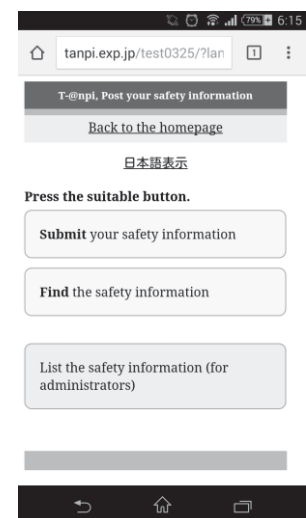 79% 6:15
tanpi.exp.jp/test0325/?lan 1
T-@npi, Post your safety information
Back to the homepage
日本語表示
Press the suitable button.
Submit your safety information
Find the safety information
List the safety information (for
administrators)